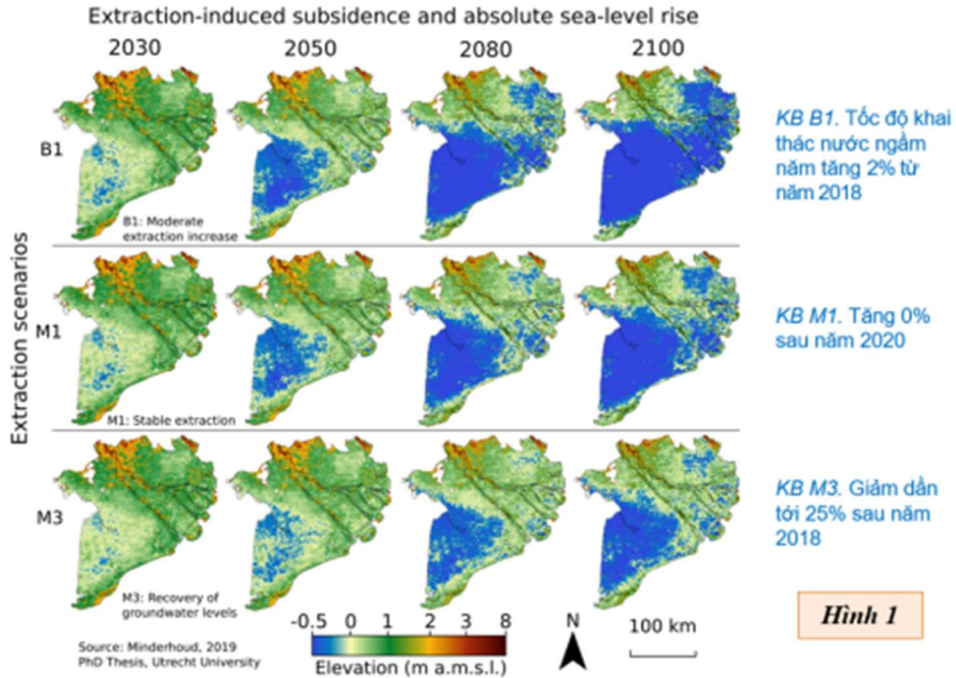 Extraction-induced subsidence and absolute sea-level rise
2030 2050 2080 2100
Extraction scenarios
B1
B1: Moderate
extraction increase
KB B1. Tốc độ khai
thác nước ngầm
năm tăng 2% từ
năm 2018
M1
M1: Stable extraction
KB M1. Tăng 0%
sau năm 2020
M3
M3: Recovery of
groundwater levels
KB M3. Giảm dần
tới 25% sau năm
2018
Source: Minderhoud, 2019
PhD Thesis, Utrecht University
-0.5 0 1 2 3 8
Elevation (m a.m.s.l.)
N
100 km
Hình 1